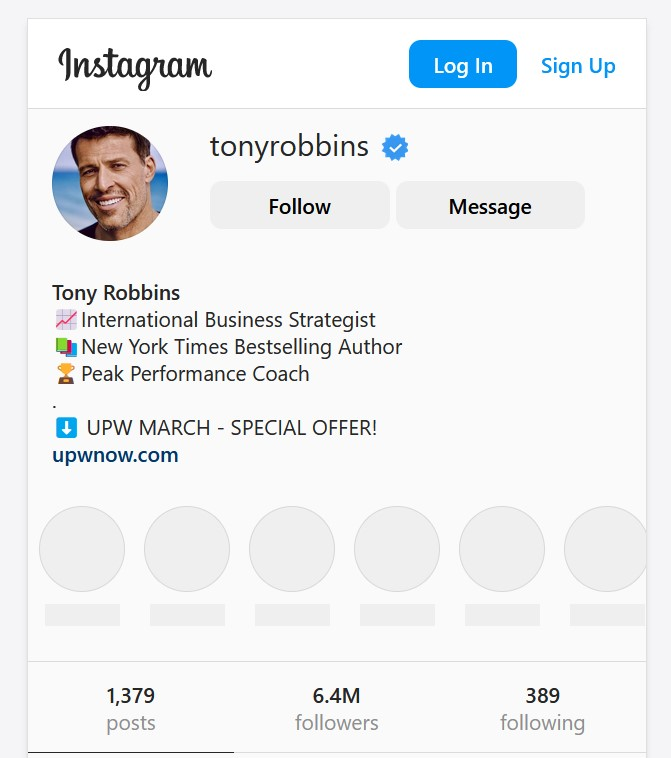 Instagram
Log In
Sign Up
tonyrobbins
Follow
Message
Tony Robbins
📈International Business Strategist
📚New York Times Bestselling Author
🏆Peak Performance Coach
.
⬇️ UPW MARCH - SPECIAL OFFER!
upwnow.com
1,379 6.4M 389
posts followers following